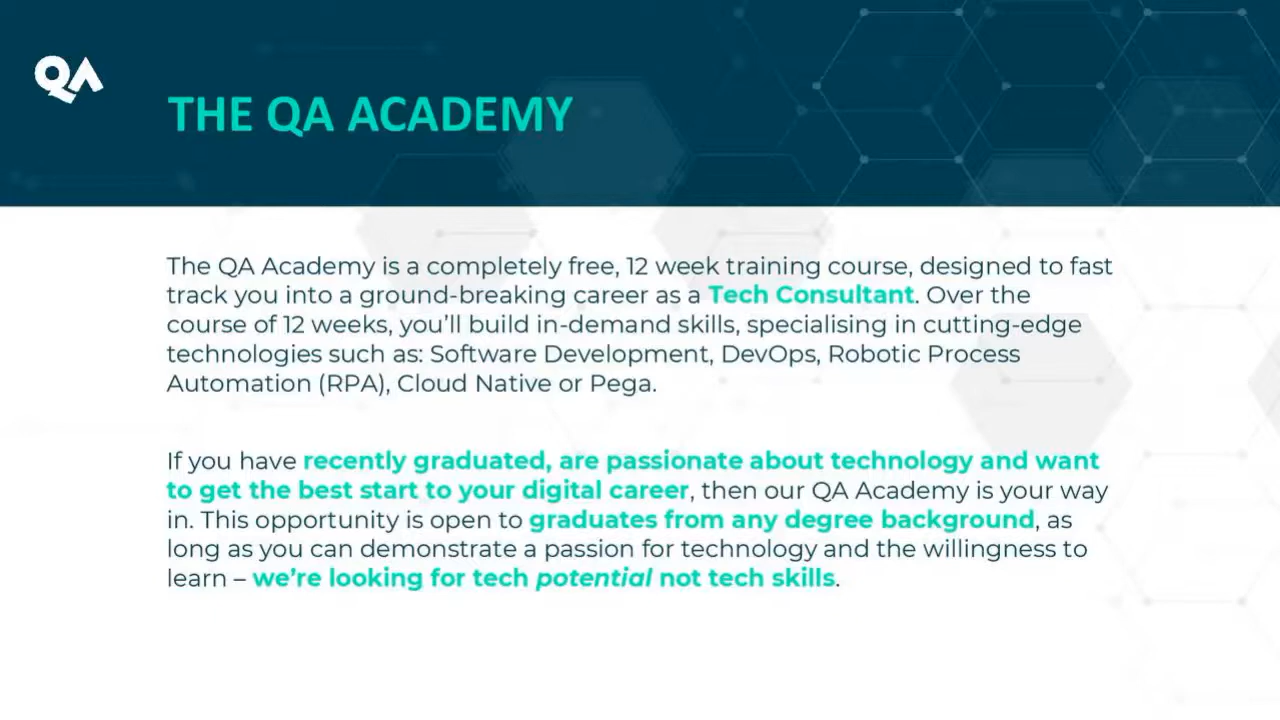 QA
THE QA ACADEMY
The QA Academy is a completely free, 12 week training course, designed to fast
track you into a ground-breaking career as a Tech Consultant. Over the
course of 12 weeks, you’ll build in-demand skills, specialising in cutting-edge
technologies such as: Software Development, DevOps, Robotic Process
Automation (RPA), Cloud Native or Pega.
If you have recently graduated, are passionate about technology and want
to get the best start to your digital career, then our QA Academy is your way
in. This opportunity is open to graduates from any degree background, as
long as you can demonstrate a passion for technology and the willingness to
learn – we’re looking for tech potential not tech skills.